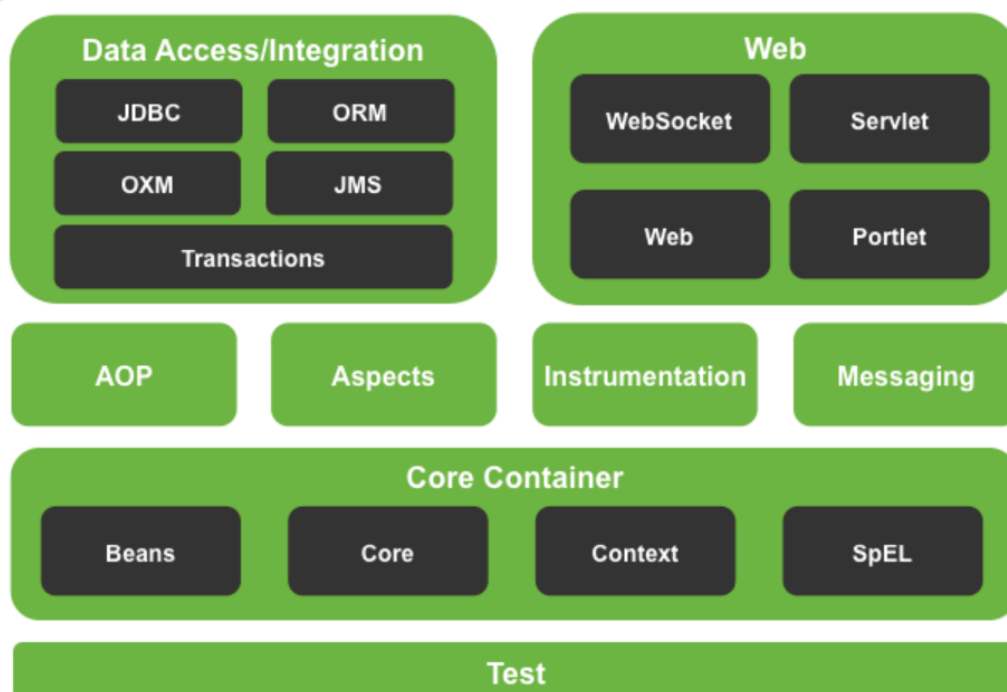 Data Access/Integration
JDBC
ORM
OXM
JMS
Transactions
Web
WebSocket
Servlet
Web
Portlet
AOP
Aspects
Instrumentation
Messaging
Core Container
Beans
Core
Context
SpEL
Test